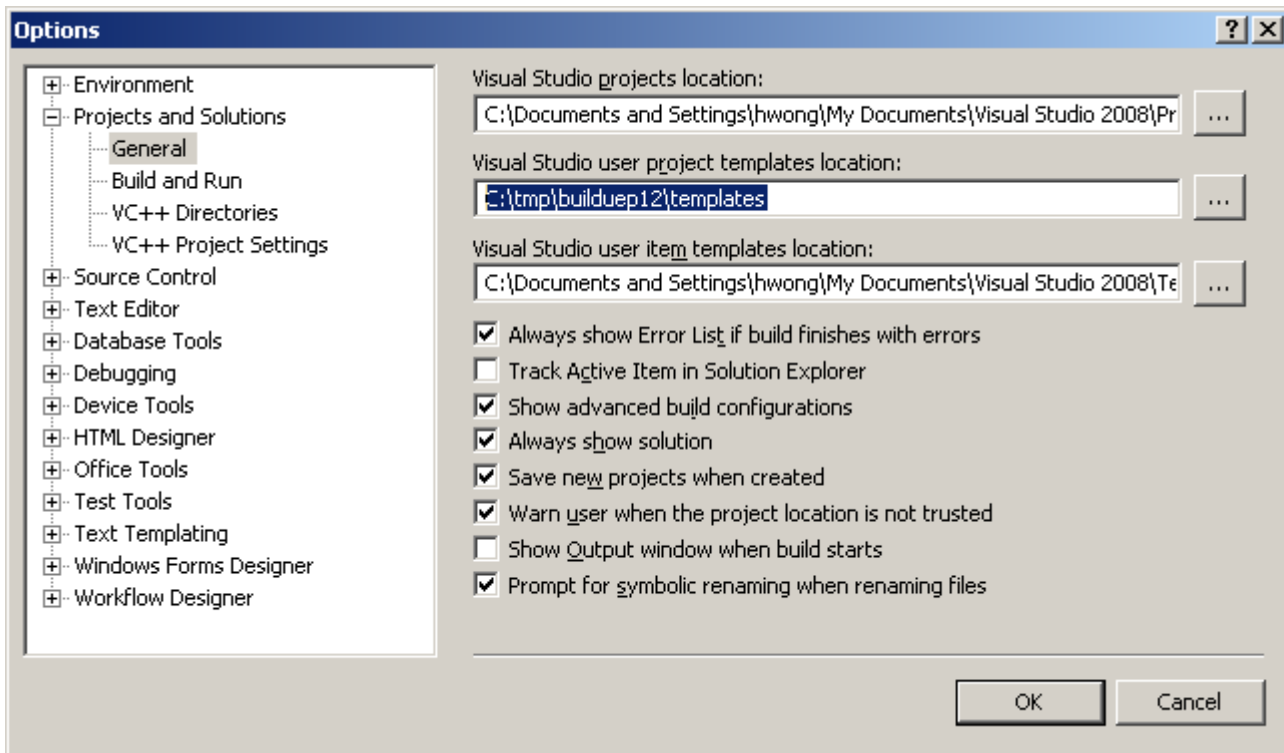 Options
Environment
Projects and Solutions
General
Build and Run
VC++ Directories
VC++ Project Settings
Source Control
Text Editor
Database Tools
Debugging
Device Tools
HTML Designer
Office Tools
Test Tools
Text Templating
Windows Forms Designer
Workflow Designer
Visual Studio projects location:
C:\Documents and Settings\hwong\My Documents\Visual Studio 2008\Pr
...
Visual Studio user project templates location:
C:\tmp\builduep12\templates
...
Visual Studio user item templates location:
C:\Documents and Settings\hwong\My Documents\Visual Studio 2008\Te
...
Always show Error List if build finishes with errors
Track Active Item in Solution Explorer
Show advanced build configurations
Always show solution
Save new projects when created
Warn user when the project location is not trusted
Show Output window when build starts
Prompt for symbolic renaming when renaming files
OK
Cancel